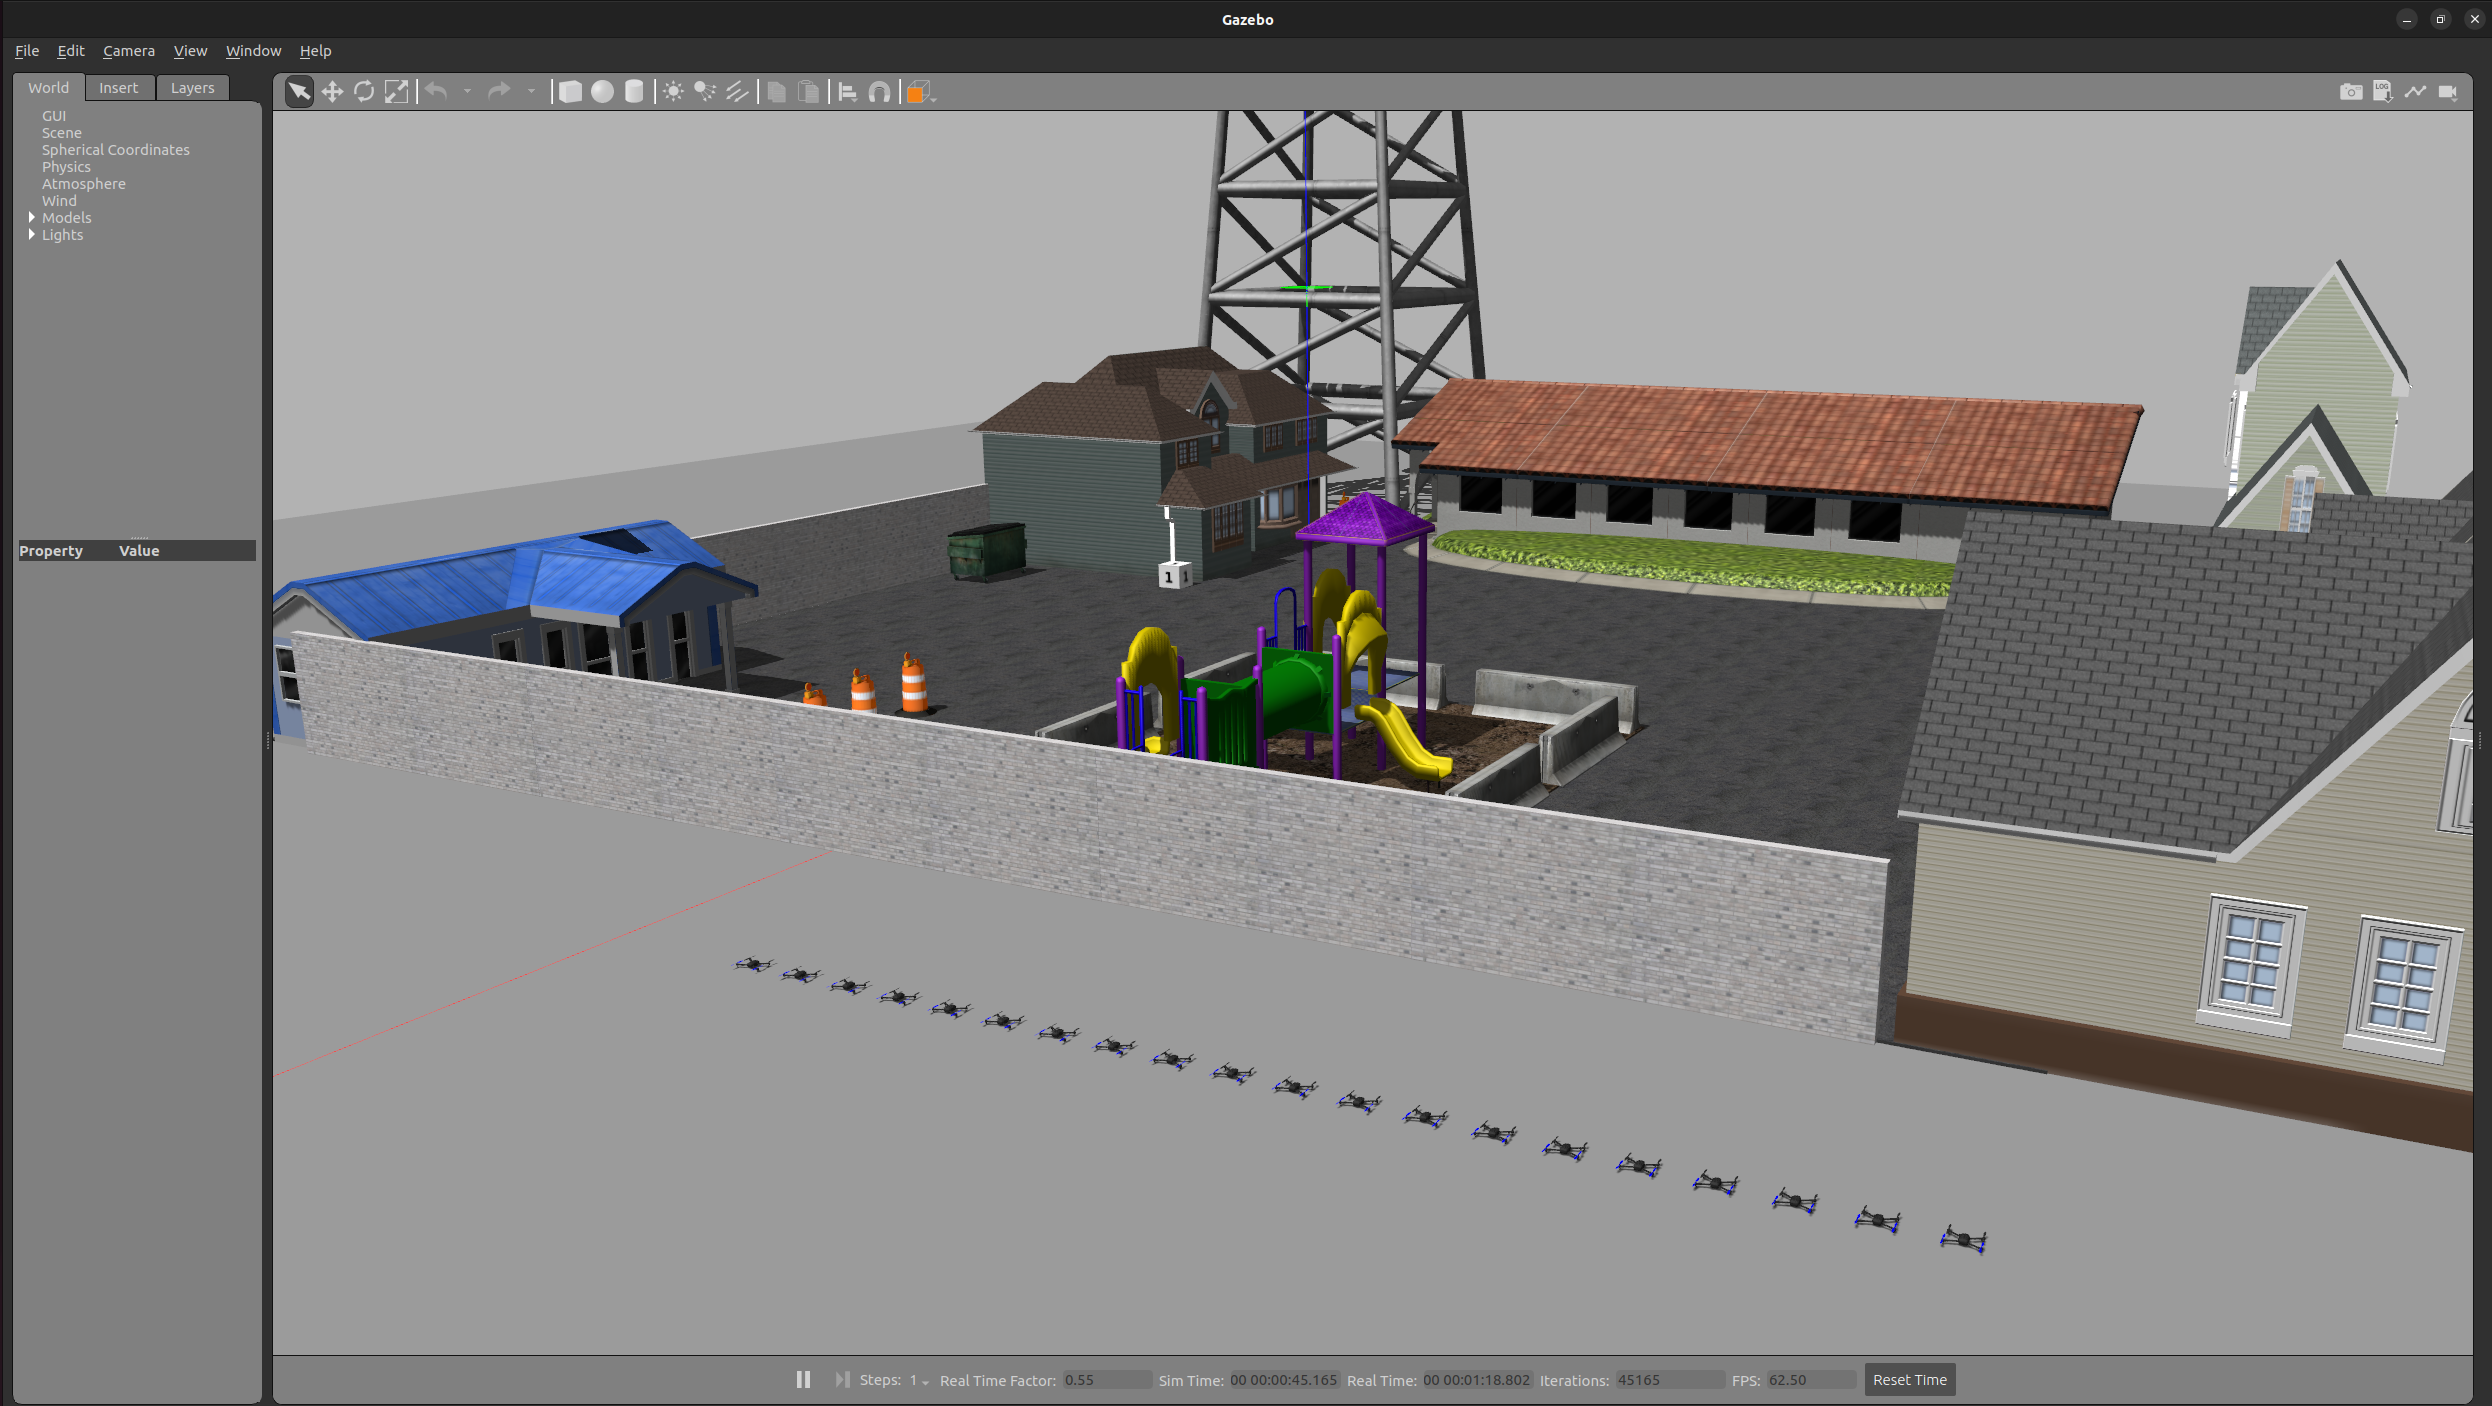 Gazebo
File Edit Camera View Window Help
World Insert Layers
LOG
GUI
Scene
Spherical Coordinates
Physics
Atmosphere
Wind
Models
Lights
Property Value
1 1
Steps: 1 Real Time Factor: 0.55 Sim Time: 00 00:00:45.165 Real Time: 00 00:01:18.802 Iterations: 45165 FPS: 62.50 Reset Time